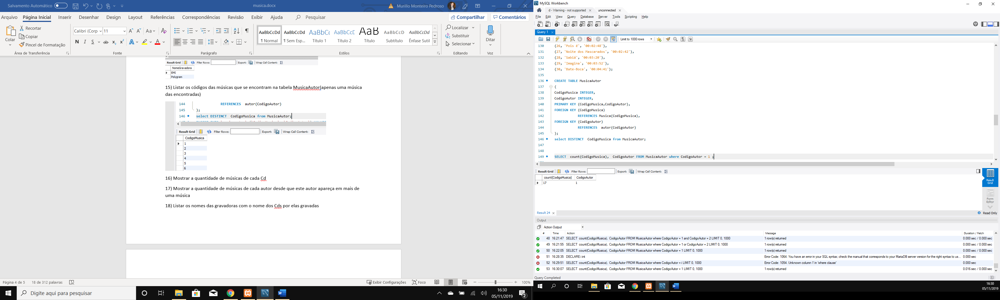 Salvamento Automático
musica.docx
Murillo Monteiro Pedroso
Arquivo Página Inicial Inserir Desenhar Design Layout Referências Correspondências Revisão Exibir Ajuda Pesquisar
Compartilhar Comentários
Colar
Recortar
Copiar
Pincel de Formatação
Área de Transferência
Calibri (Corp 11
Aa
N I S ab x₂ x² A A
Fonte
Parágrafo
AaBbCcDd AaBbCcDd AaBbC AaBbCcE AaB AaBbCcD AaBbCcDd
¶ Normal ¶ Sem Esp... Título 1 Título 2 Título Subtítulo Ênfase Sutil
Estilos
Localizar
Substituir
Selecionar
Editando
Ditar
Voz
Result Grid Filter Rows: Export: Wrap Cell Content:
NomeGravadora
EMI
Polygram
15) Listar os códigos das músicas que se encontram na tabela MusicaAutor(apenas uma música
das encontradas)
144 REFERENCES autor(CodigoAutor)
145 );
146 select DISTINCT CodigoMusica from MusicaAutor;
Result Grid Filter Rows: Export: Wrap Cell Content:
CodigoMusica
1
2
3
4
5
6
16) Mostrar a quantidade de músicas de cada Cd
17) Mostrar a quantidade de músicas de cada autor desde que este autor apareça em mais de
uma música
18) Listar os nomes das gravadoras com o nome dos Cds por elas gravadas
Página 4 de 5 18 de 312 palavras
Exibir Configurações Foco 100%
Digite aqui para pesquisar
16:30
05/11/2019
2
MySQL Workbench
d - Warning - not supported unconnected
File Edit View Query Database Server Tools Scripting Help
Query 1
Limit to 1000 rows
130 (26, 'Pois é', '00:02:48'),
131 (27, 'Noite dos Mascarados', '00:02:42'),
132 (28, 'Sabiá', '00:03:20'),
133 (29, 'Imagina', '00:03:52'),
134 (30, 'Bate-Boca', '00:04:41');
135
136 CREATE TABLE MusicaAutor
137 (
138 CodigoMusica INTEGER,
139 CodigoAutor INTEGER,
140 PRIMARY KEY (CodigoMusica,CodigoAutor),
141 FOREIGN KEY (CodigoMusica)
142 REFERENCES Musica(CodigoMusica),
143 FOREIGN KEY (CodigoAutor)
144 REFERENCES autor(CodigoAutor)
145 );
146 select DISTINCT CodigoMusica from MusicaAutor;
147
148
149 SELECT count(CodigoMusica), CodigoAutor FROM MusicaAutor where CodigoAutor = 1 ;
Result Grid Filter Rows: Export: Wrap Cell Content:
count(CodigoMusica) CodigoAutor
17 1
Result Grid
Form Editor
Result 24
Read Only
Output
Action Output
# Time Action Message Duration / Fetch
48 16:21:47 SELECT count(CodigoMusica), CodigoAutor FROM MusicaAutor where CodigoAutor = 1 and CodigoAutor = 2 LIMIT 0, 1000 1 row(s) returned 0.000 sec / 0.000 sec
49 16:21:55 SELECT count(CodigoMusica), CodigoAutor FROM MusicaAutor where CodigoAutor = 1 or CodigoAutor = 2 LIMIT 0, 1000 1 row(s) returned 0.000 sec / 0.000 sec
50 16:22:05 SELECT count(CodigoMusica), CodigoAutor FROM MusicaAutor where CodigoAutor = 1 LIMIT 0, 1000 1 row(s) returned 0.000 sec / 0.000 sec
51 16:28:35 DECLARE i int Error Code: 1064. You have an error in your SQL syntax; check the manual that corresponds to your MariaDB server version for the right syntax to us... 0.000 sec
52 16:29:51 SELECT count(CodigoMusica), CodigoAutor FROM MusicaAutor where CodigoAutor = i LIMIT 0, 1000 Error Code: 1054. Unknown column 'i' in 'where clause' 0.000 sec
53 16:30:07 SELECT count(CodigoMusica), CodigoAutor FROM MusicaAutor where CodigoAutor = 1 LIMIT 0, 1000 1 row(s) returned 0.016 sec / 0.000 sec
Query Completed
16:30
05/11/2019